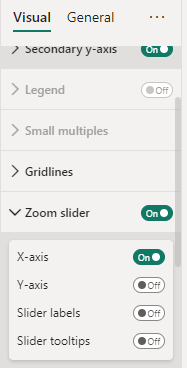 Visual General ...
Secondary y-axis On
Legend Off
Small multiples
Gridlines
Zoom slider On
X-axis On
Y-axis Off
Slider labels Off
Slider tooltips Off